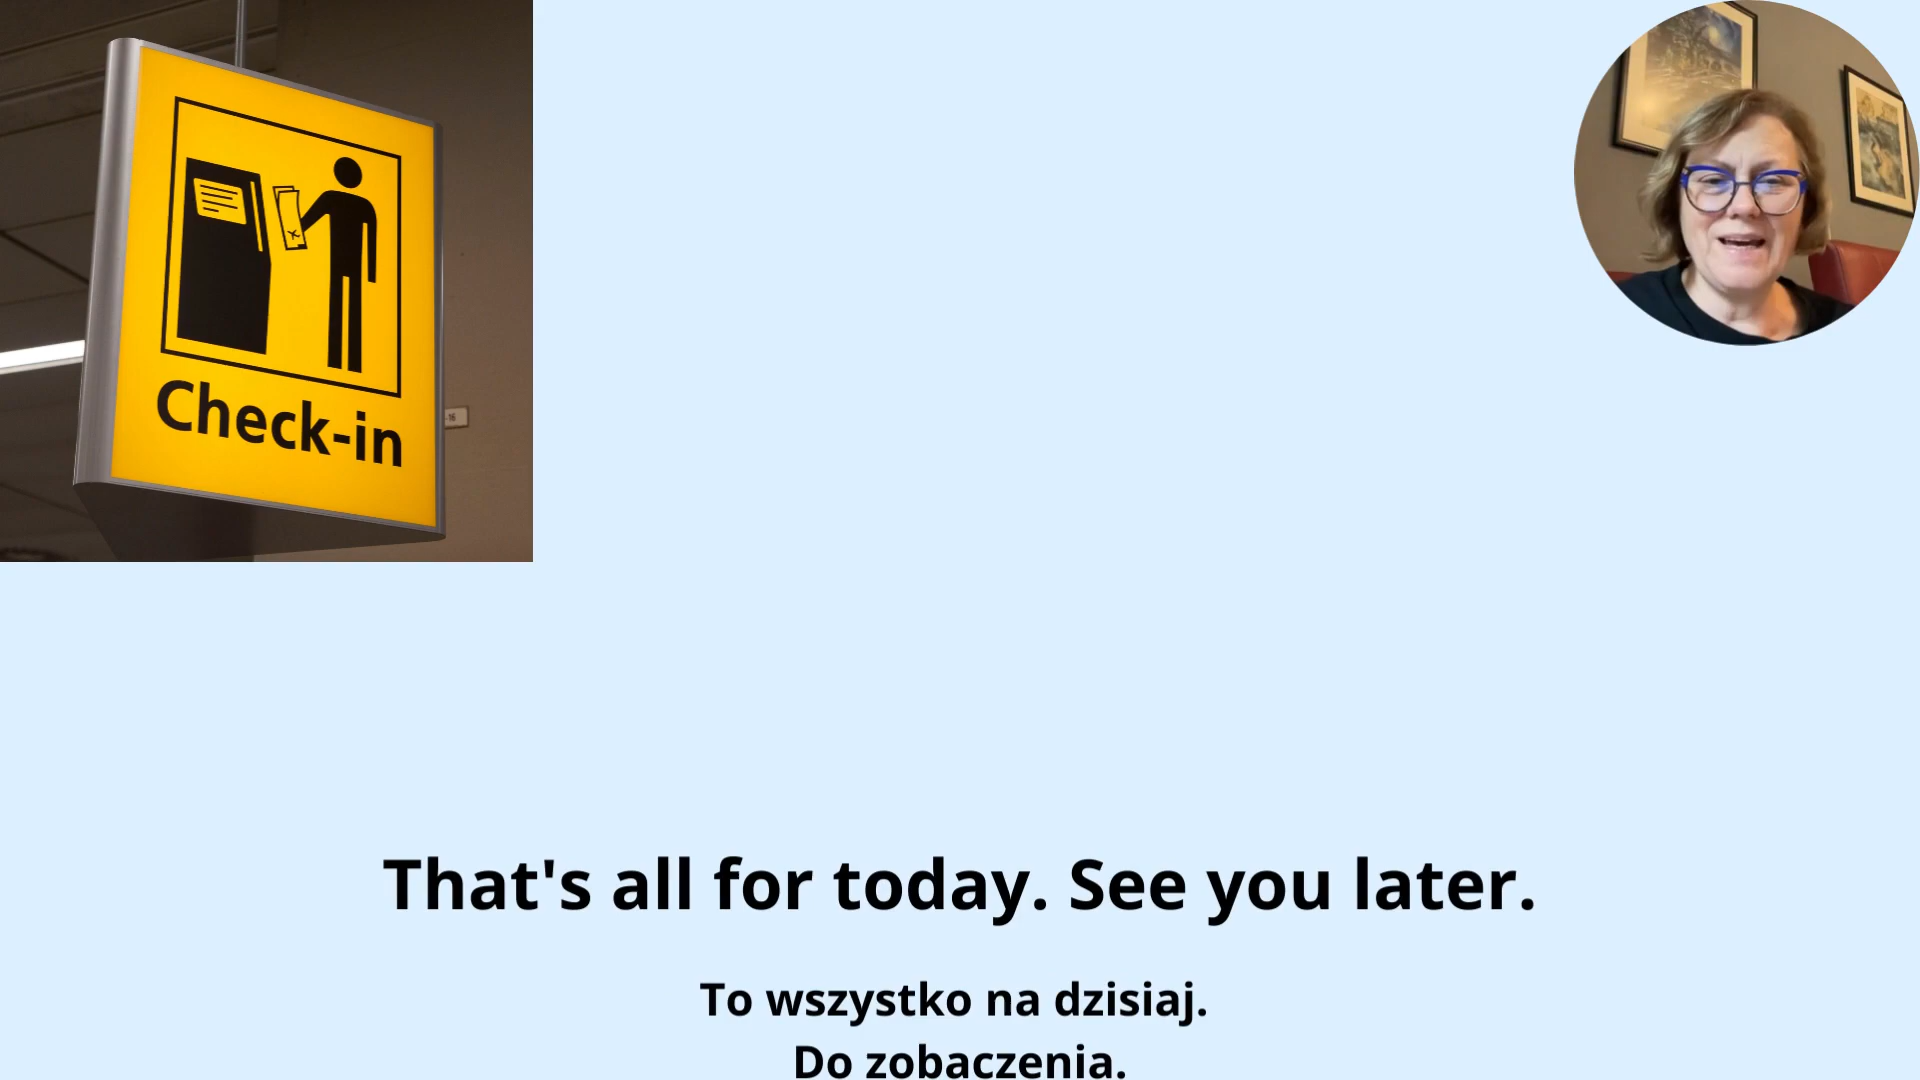 Check-in
That's all for today. See you later.
To wszystko na dzisiaj.
Do zobaczenia.